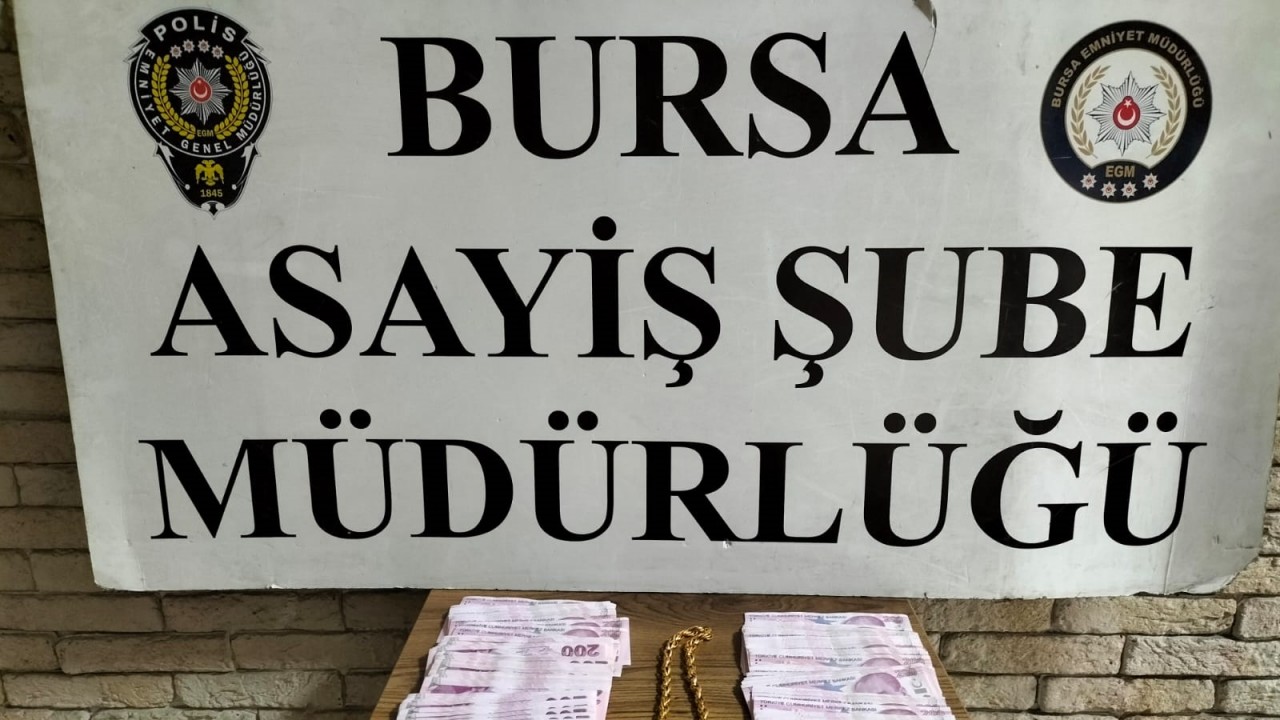 POLİS
EMNİYET GENEL MÜDÜRLÜĞÜ
EGM
1845
BURSA
BURSA EMNİYET MÜDÜRLÜĞÜ
EGM
ASAYİŞ ŞUBE
MÜDÜRLÜĞÜ
200